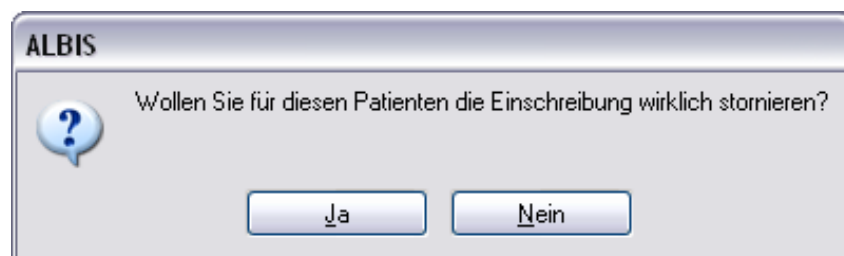 ALBIS
Wollen Sie für diesen Patienten die Einschreibung wirklich stornieren?
Ja
Nein